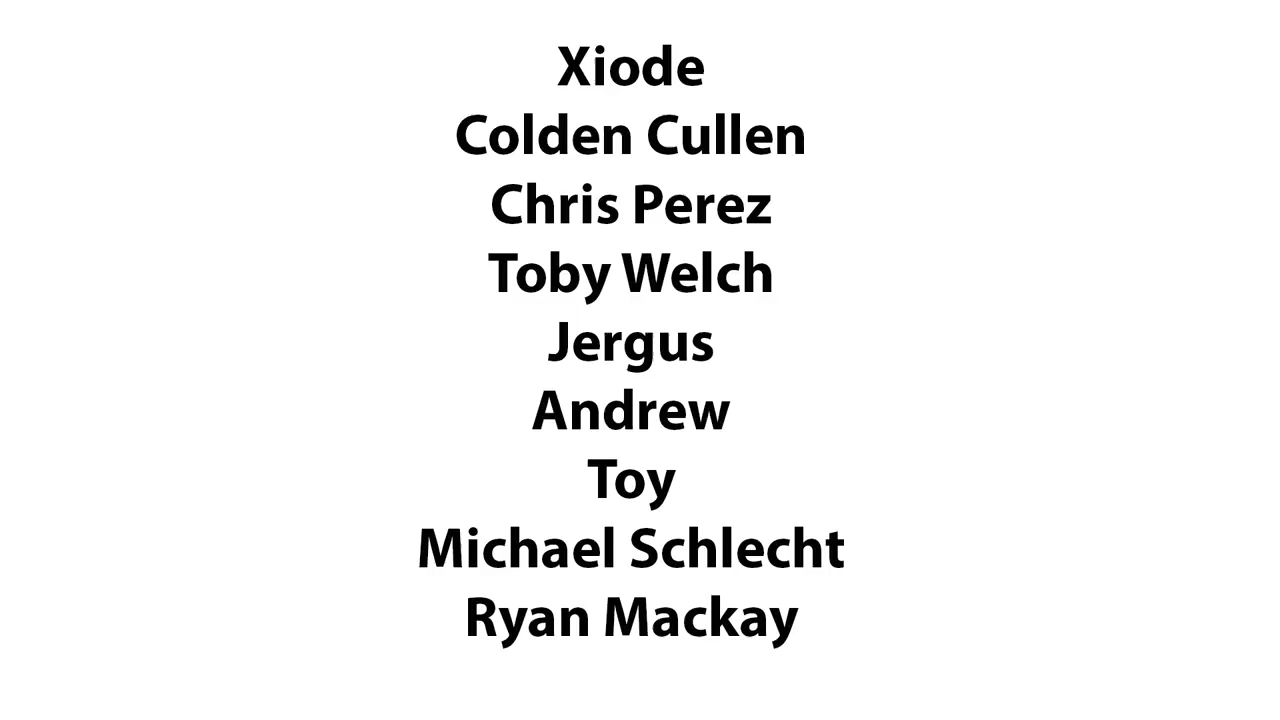 Xiode
Colden Cullen
Chris Perez
Toby Welch
Jergus
Andrew
Toy
Michael Schlecht
Ryan Mackay